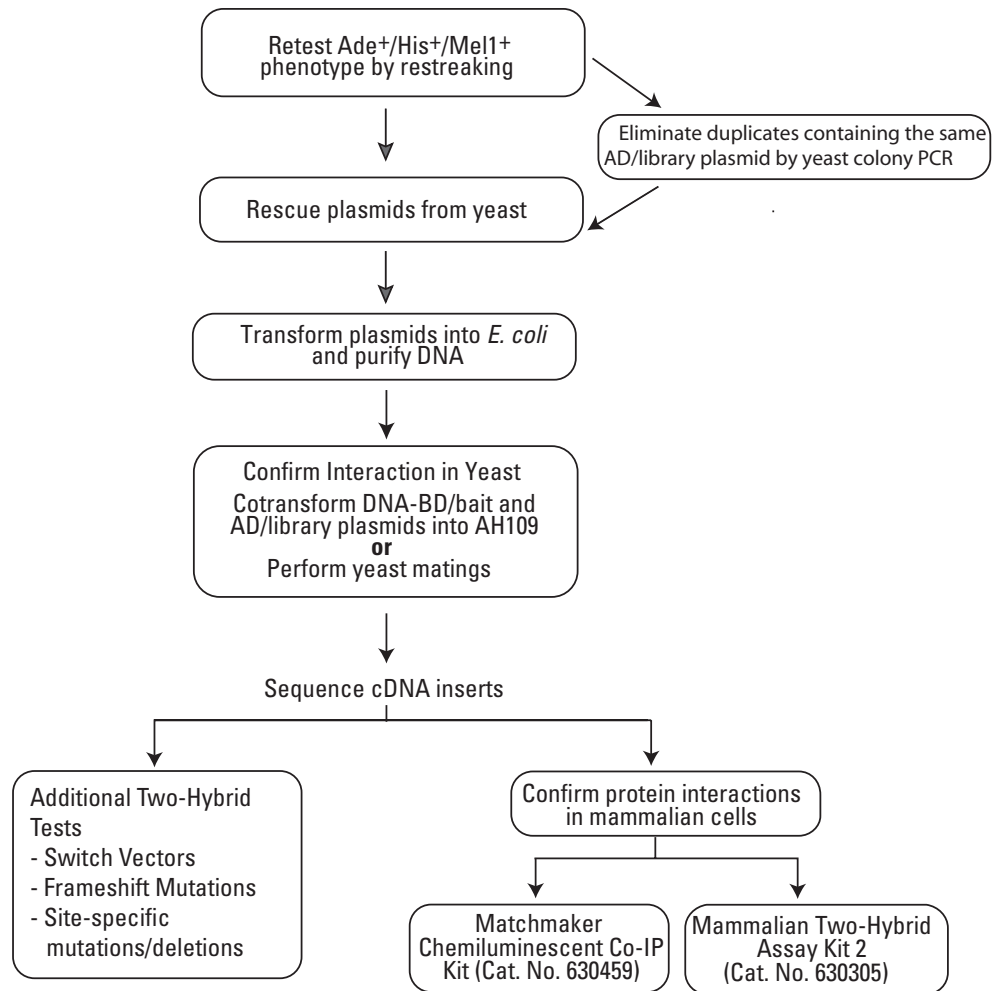 Retest Ade+/His+/Mel1+
phenotype by restreaking
Eliminate duplicates containing the same
AD/library plasmid by yeast colony PCR
Rescue plasmids from yeast
Transform plasmids into E. coli
and purify DNA
Confirm Interaction in Yeast
Cotransform DNA-BD/bait and
AD/library plasmids into AH109
or
Perform yeast matings
Sequence cDNA inserts
Additional Two-Hybrid
Tests
- Switch Vectors
- Frameshift Mutations
- Site-specific
mutations/deletions
Confirm protein interactions
in mammalian cells
Matchmaker
Chemiluminescent Co-IP
Kit (Cat. No. 630459)
Mammalian Two-Hybrid
Assay Kit 2
(Cat. No. 630305)